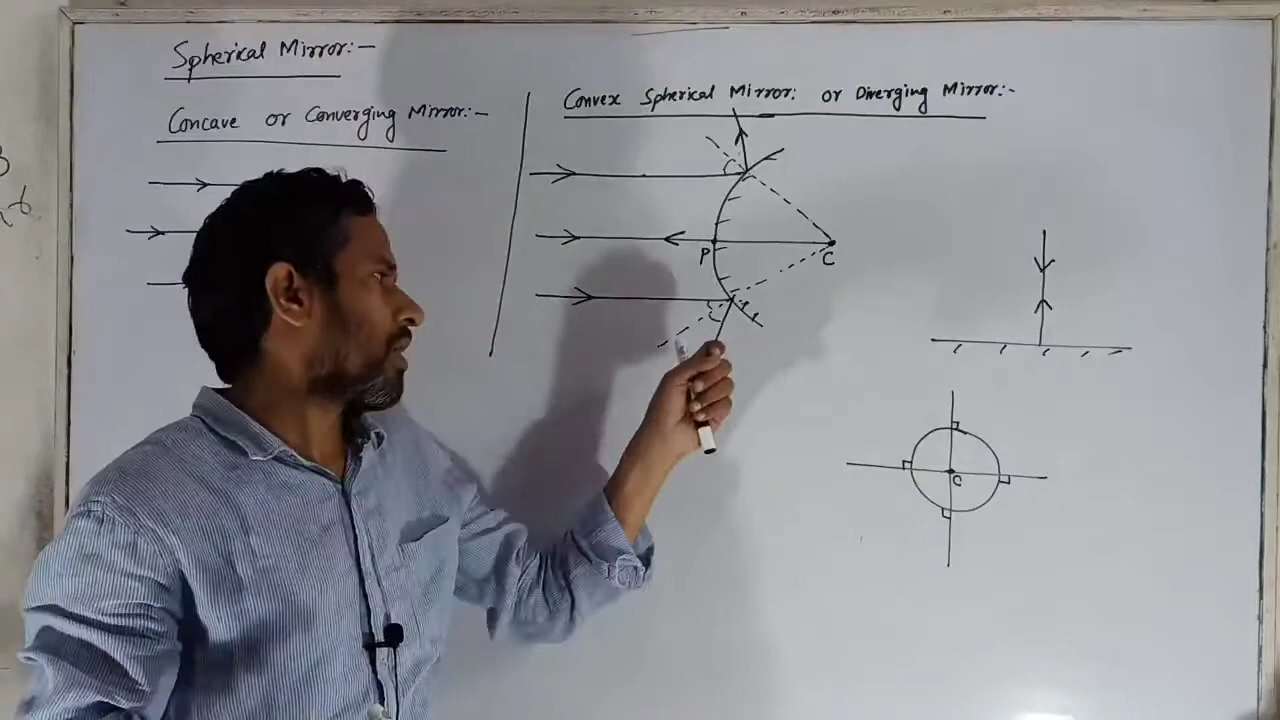 Spherical Mirror:-
Concave or Converging Mirror:-
Convex Spherical Mirror: or Diverging Mirror:-
P
C
C